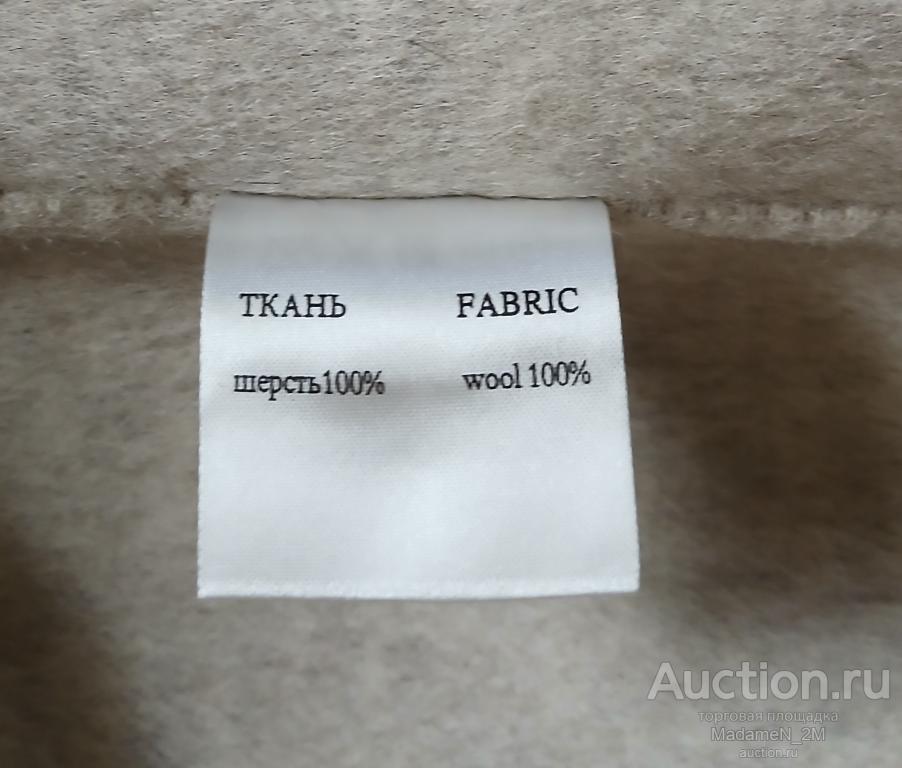 ТКАНЬ FABRIC
шерсть100% wool 100%
Auction.ru
торговая площадка
MadameN_2M
auction.ru